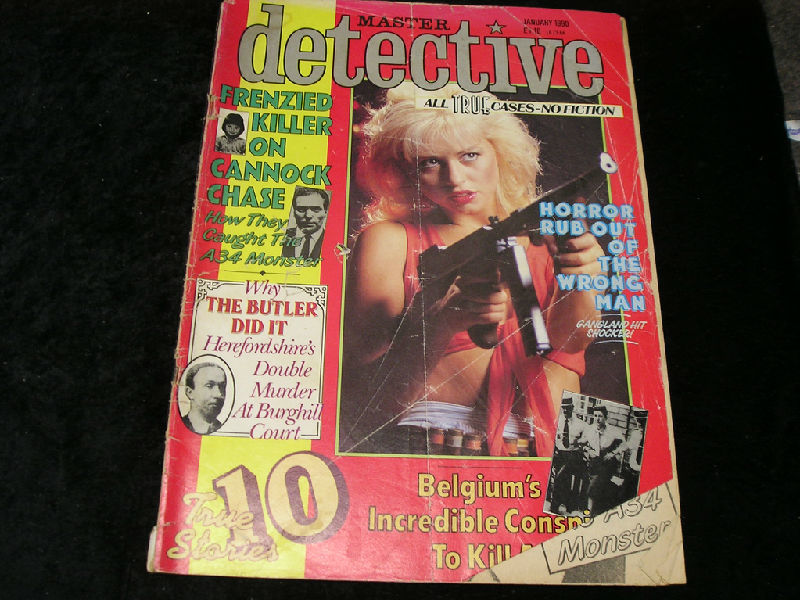 MASTER
detective
JANUARY 1990
ALL TRUE CASES-NO FICTION
FRENZIED
KILLER
ON
CANNOCK
CHASE
How They
Caught The
A34 Monster
Why
THE BUTLER
DID IT
Herefordshire's
Double
Murder
At Burghill
Court
HORROR
RUB OUT
OF
THE
WRONG
MAN
GANGLAND HIT
SHOCKER!
10
True
Stories
Belgium's
Incredible Conspi
To Kill
A34
Monster